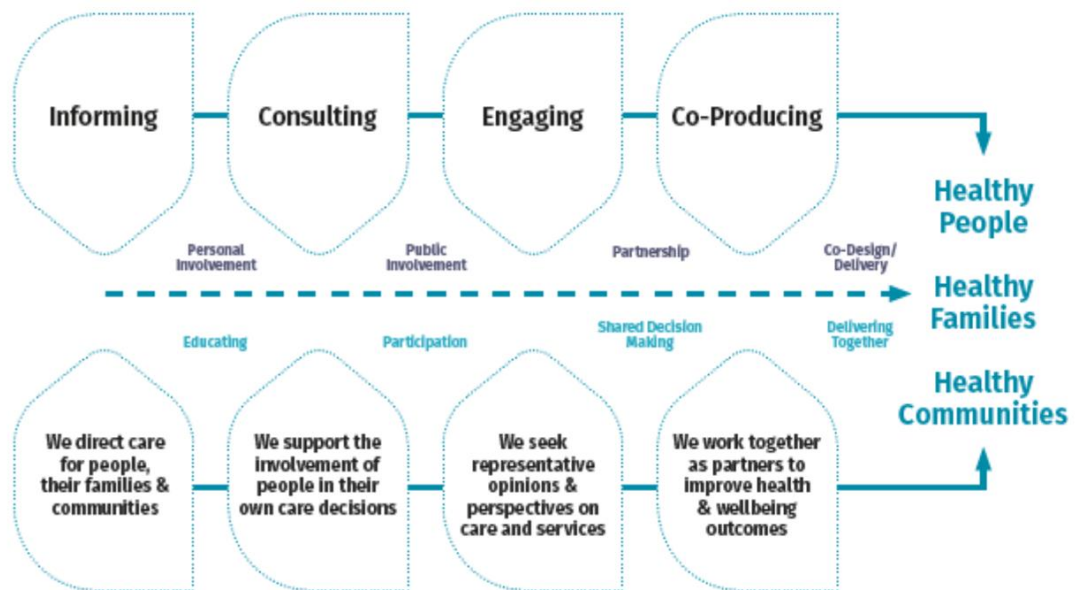 Informing
Consulting
Engaging
Co-Producing
Healthy
People
Personal
Involvement
Public
Involvement
Partnership
Co-Design/
Delivery
Healthy
Families
Educating
Participation
Shared Decision
Making
Delivering
Together
Healthy
Communities
We direct care
for people,
their families &
communities
We support the
involvement of
people in their
own care decisions
We seek
representative
opinions &
perspectives on
care and services
We work together
as partners to
improve health
& wellbeing
outcomes